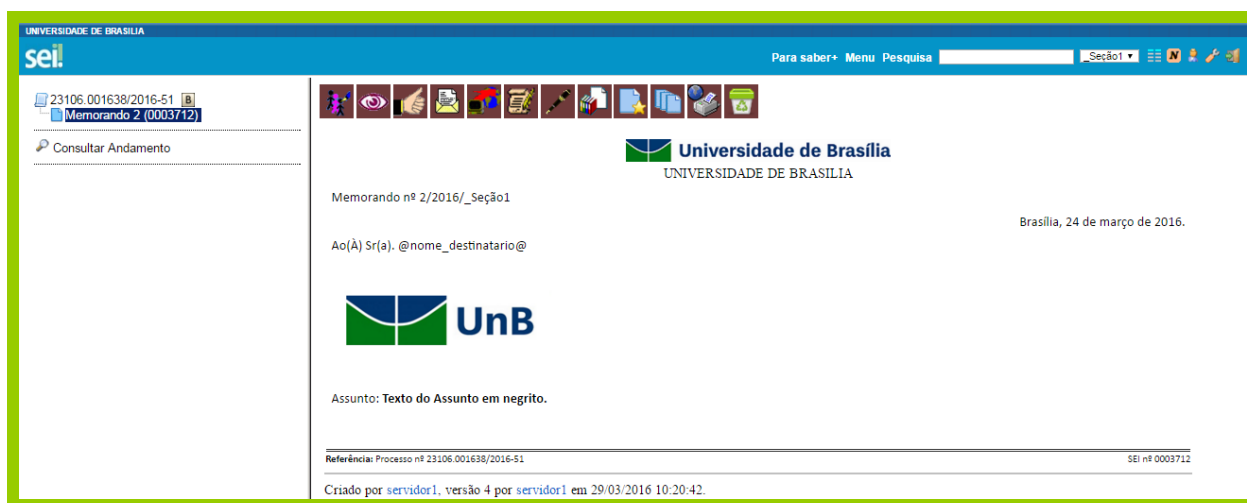 UNIVERSIDADE DE BRASILIA
sei!
Para saber+ Menu Pesquisa _Seção1
N
23106.001638/2016-51 B
Memorando 2 (0003712)
Consultar Andamento
Universidade de Brasília
UNIVERSIDADE DE BRASILIA
Memorando nº 2/2016/_Seção1
Brasília, 24 de março de 2016.
Ao(À) Sr(a). @nome_destinatario@
UnB
Assunto: Texto do Assunto em negrito.
Referência: Processo nº 23106.001638/2016-51 SEI nº 0003712
Criado por servidor1, versão 4 por servidor1 em 29/03/2016 10:20:42.